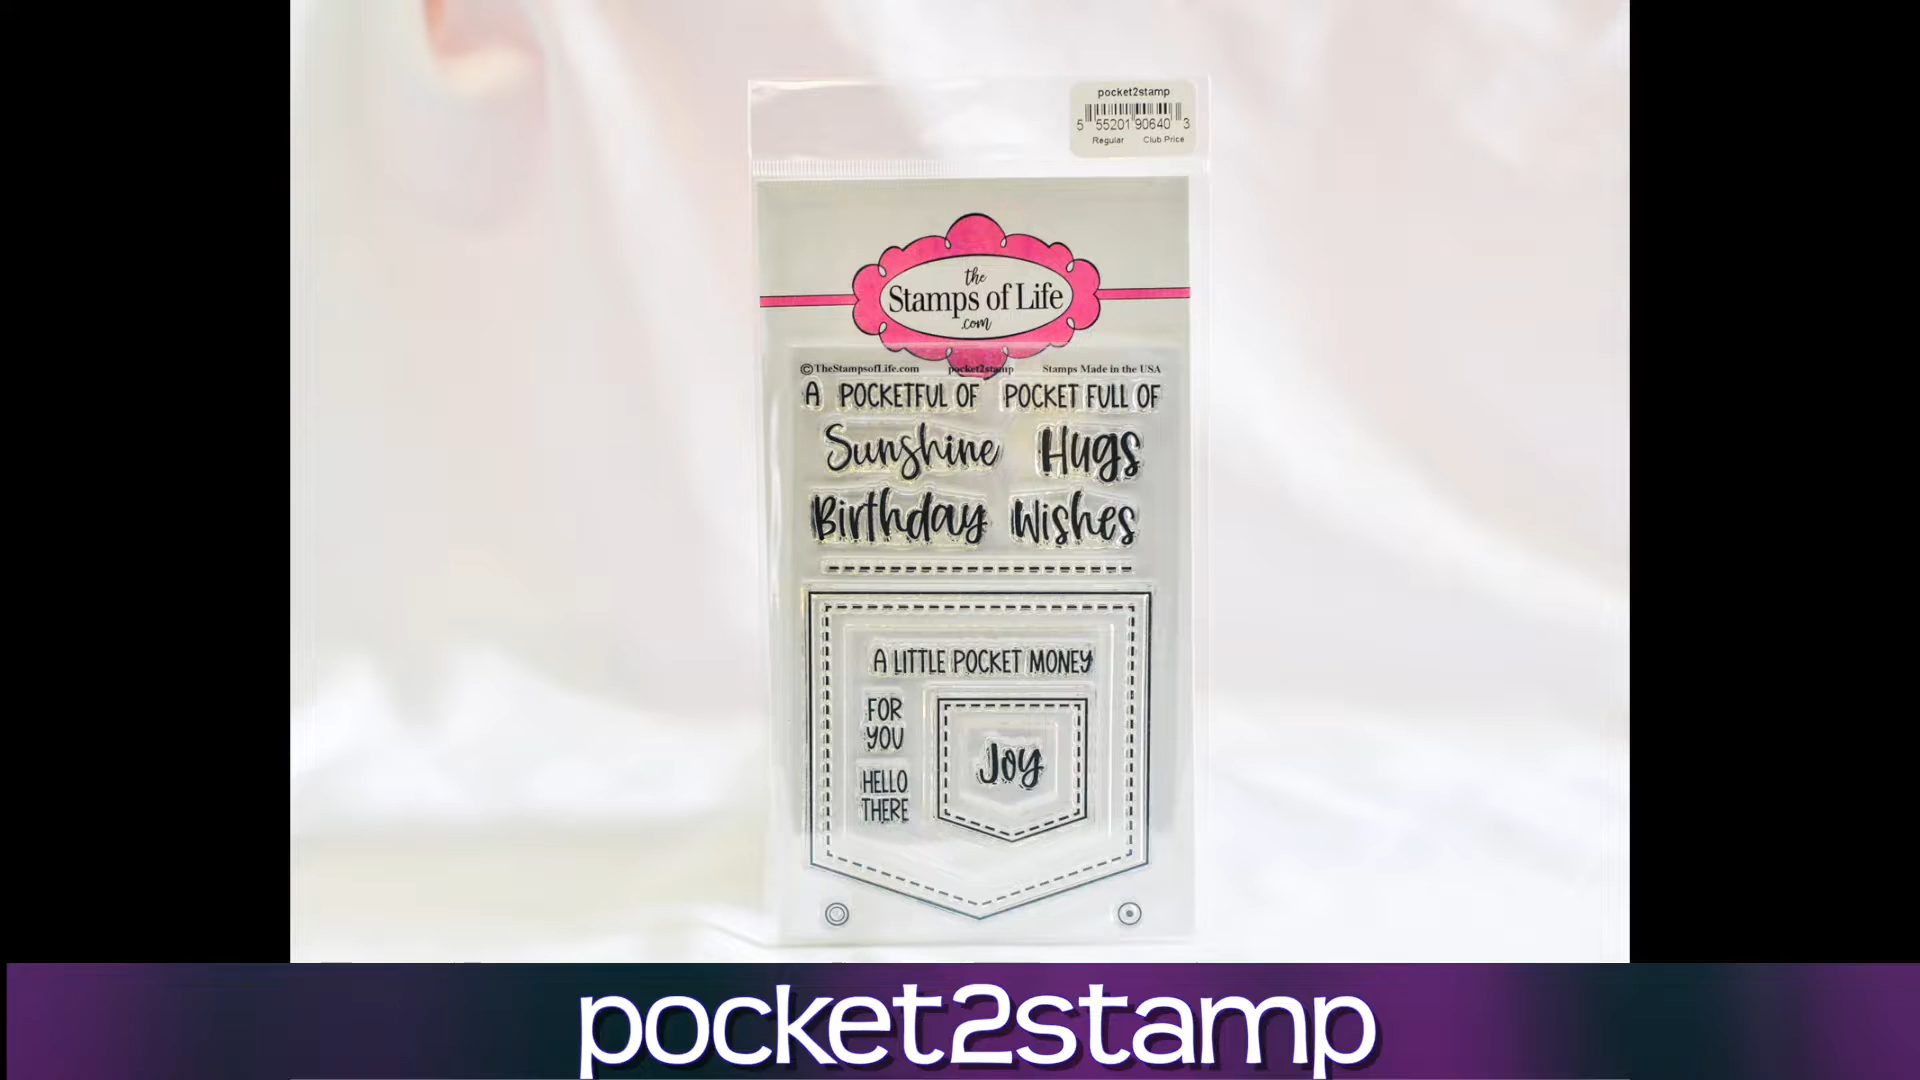 pocket2stamp
5 55201 90640 3
Regular Club Price
the
Stamps of Life
.com
©TheStampsofLife.com pocket2stamp Stamps Made in the USA
A POCKETFUL OF POCKET FULL OF
Sunshine Hugs
Birthday Wishes
A LITTLE POCKET MONEY
FOR
YOU
Joy
HELLO
THERE
pocket2stamp